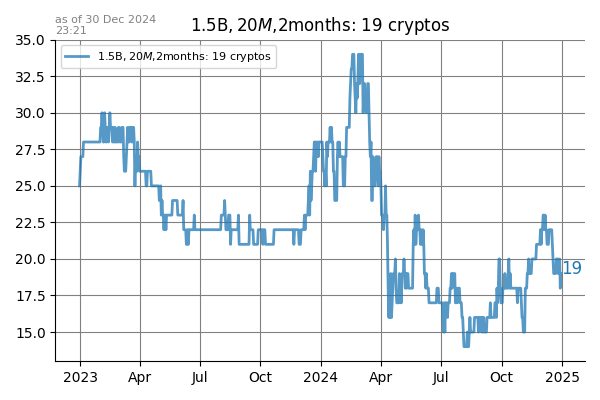 as of 30 Dec 2024
23:21
1.5B, 20M,2months: 19 cryptos
1.5B, 20M,2months: 19 cryptos
35.0
32.5
30.0
27.5
25.0
22.5
20.0
17.5
15.0
19
2023 Apr Jul Oct 2024 Apr Jul Oct 2025